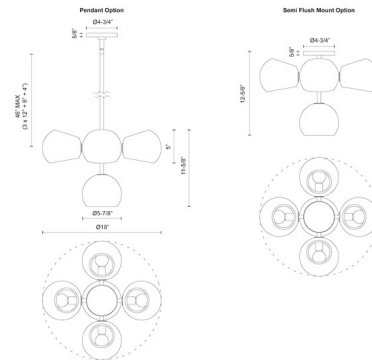 Pendant Option
Ø4-3/4"
5/8"
46" MAX
(3 x 12" + 6" + 4")
5"
11-5/8"
Ø5-7/8"
Ø18"
Semi Flush Mount Option
Ø4-3/4"
5/8"
12-5/8"